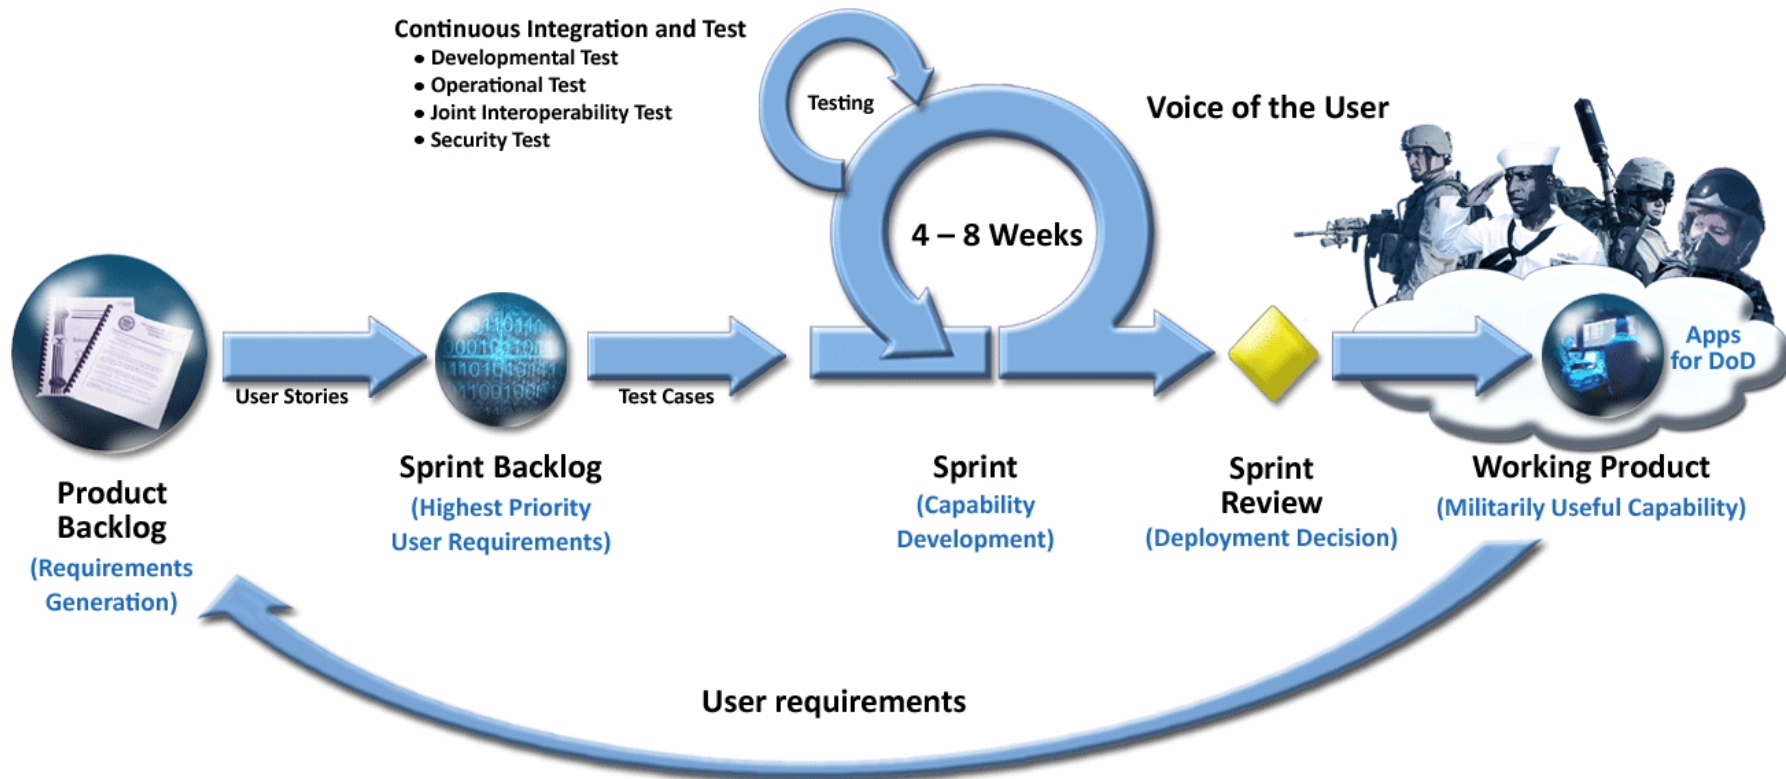 Continuous Integration and Test
• Developmental Test
• Operational Test
• Joint Interoperability Test
• Security Test
Testing
Voice of the User
4 – 8 Weeks
User Stories
Test Cases
Apps
for DoD
Product
Backlog
(Requirements
Generation)
Sprint Backlog
(Highest Priority
User Requirements)
Sprint
(Capability
Development)
Sprint
Review
(Deployment Decision)
Working Product
(Militarily Useful Capability)
User requirements